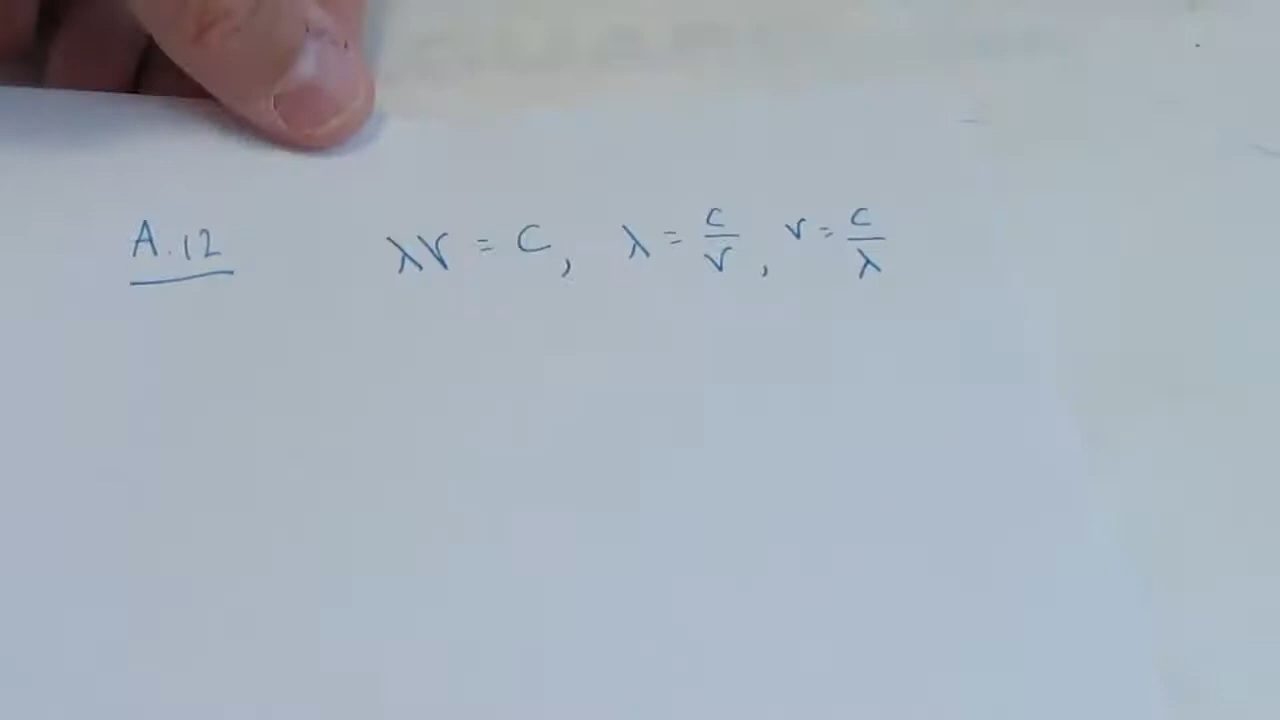 A.12 λν = c, λ = c/ν, ν = c/λ